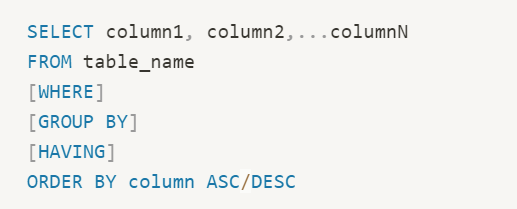 SELECT column1, column2,...columnN
FROM table_name
[WHERE]
[GROUP BY]
[HAVING]
ORDER BY column ASC/DESC